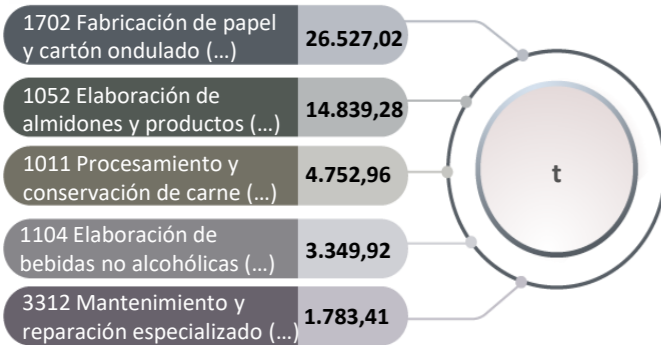 1702 Fabricación de papel
y cartón ondulado (...)
26.527,02
1052 Elaboración de
almidones y productos (...)
14.839,28
1011 Procesamiento y
conservación de carne (...)
4.752,96
1104 Elaboración de
bebidas no alcohólicas (...)
3.349,92
3312 Mantenimiento y
reparación especializado (...)
1.783,41
t